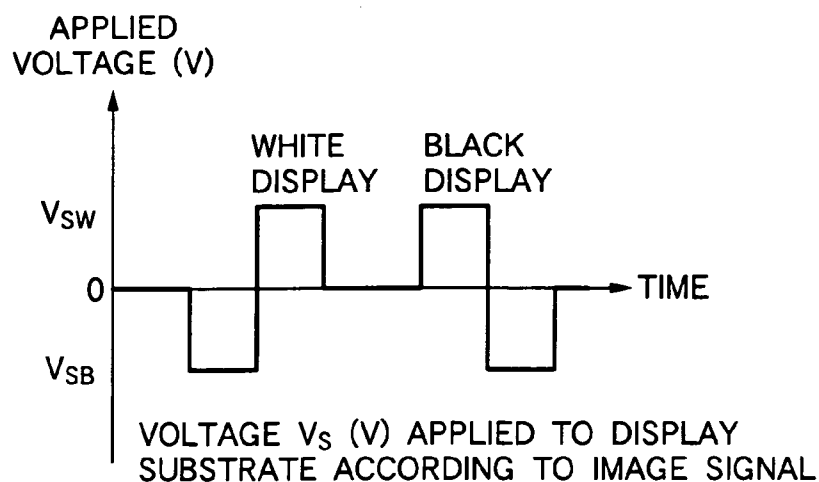 APPLIED
VOLTAGE (V)
WHITE
DISPLAY
BLACK
DISPLAY
VSW
0
TIME
VSB
VOLTAGE VS (V) APPLIED TO DISPLAY
SUBSTRATE ACCORDING TO IMAGE SIGNAL